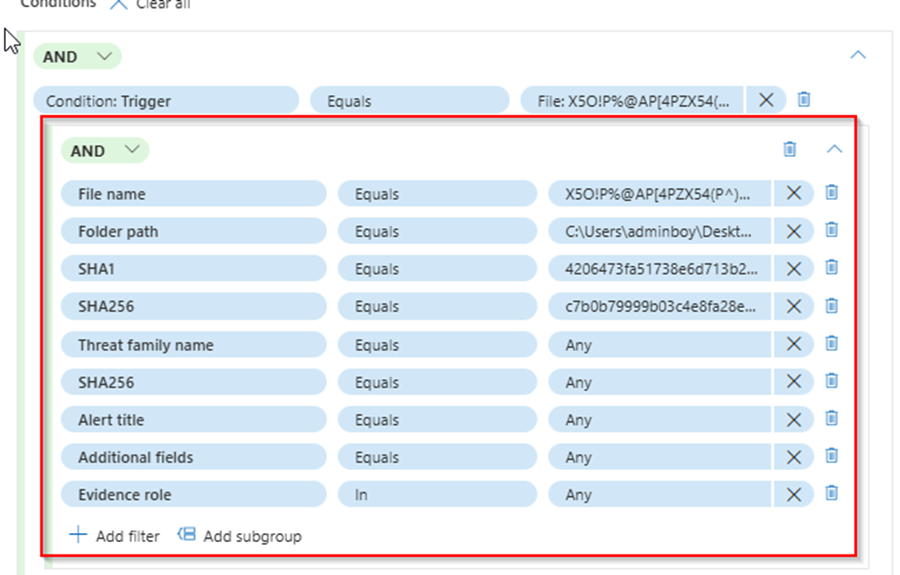 Conditions Clear all
AND
Condition: Trigger Equals File: X5O!P%@AP[4PZX54(...
AND
File name Equals X5O!P%@AP[4PZX54(P^)...
Folder path Equals C:\Users\adminboy\Deskt...
SHA1 Equals 4206473fa51738e6d713b2...
SHA256 Equals c7b0b79999b03c4e8fa28e...
Threat family name Equals Any
SHA256 Equals Any
Alert title Equals Any
Additional fields Equals Any
Evidence role In Any
Add filter Add subgroup